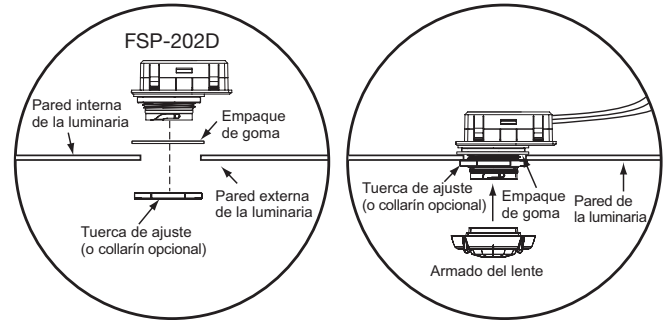 FSP-202D
Pared interna
de la luminaria
Empaque
de goma
Pared externa
de la luminaria
Tuerca de ajuste
(o collarín opcional)
Tuerca de ajuste
(o collarín opcional)
Empaque
de goma
Pared de
la luminaria
Armado del lente